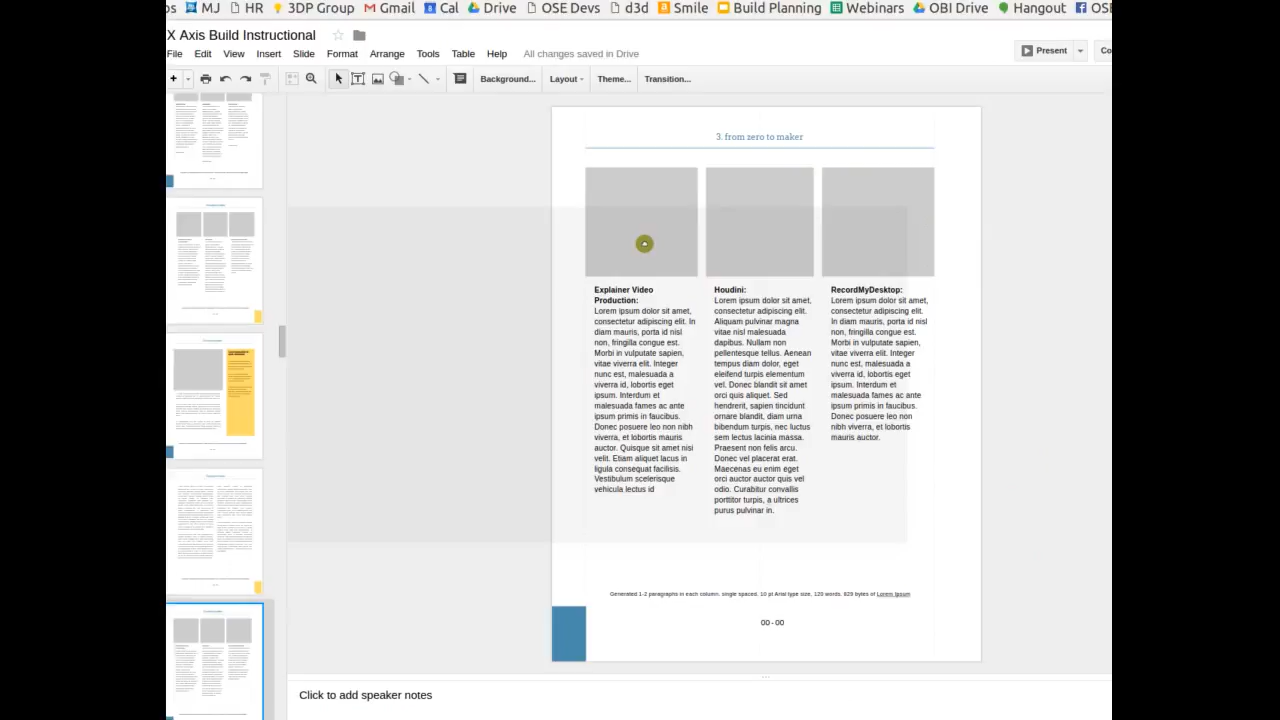 os MJ HR 3DP Group Gmail Cal Drive OSE Devs d3d Smile Build Planning Webinars OBI Drive Hangout OSE
X Axis Build Instructional
File Edit View Insert Slide Format Arrange Tools Table Help All changes saved in Drive
Present
Background... Layout Theme... Transition...
3. from zero to maker
Explainer Video
Production:
Lorem ipsum dolor sit amet,
consectetur adipiscing elit. In
diam mauris, porta id nisl
non, fringilla congue est.
Morbi in vulputate sapien,
vitae viverra elit. Integer
nunc est, malesuada a
viverra id, lobortis eget
ipsum. Interdum et
malesuada fames ac ante
ipsum primis in faucibus.
Donec posuere leo non nibh
viverra, et lobortis mauris
auctor. Quisque sit amet nisi
velit. Etiam aliquet lacus in
ligula consequat facilisis.
Vestibulum scelerisque
vehicula lectus id
Houdini:
Lorem ipsum dolor sit amet,
consectetur adipiscing elit.
Aliquam pulvinar magna
vitae nisl malesuada
dapibus. Nullam non
pellentesque tellus. Aenean
tempus diam dolor, eget
eleifend turpis elementum
vel. Donec blandit sit amet
orci quis aliquet. Sed
hendrerit, sapien tincidunt
ornare blandit, diam urna
bibendum turpis, nec luctus
sem lectus lacinia massa.
Praesent non felis arcu.
Donec vel placerat erat.
Maecenas eu enim eget
orci auctor auctor quis vel
odio. Curabitur convallis
porttitor turpis, a ultrices
purus pulvinar in.
RecordMyDesktop:
Lorem ipsum dolor sit amet,
consectetur adipiscing elit.
In diam mauris, porta id nisl
non, fringilla congue est.
Morbi in vulputate sapien,
vitae viverra elit. Integer
nunc est, malesuada a
viverra id, lobortis eget
ipsum. Interdum et
malesuada fames ac ante
ipsum primis in faucibus.
Donec posuere leo non
nibh viverra, et lobortis
mauris auctor.
Generated 1-2 paragraphs in each column, single spaced, 10 pt Arial type size, 120 words, 829 bytes of Lorem Ipsum
00 - 00
Click to add speaker notes